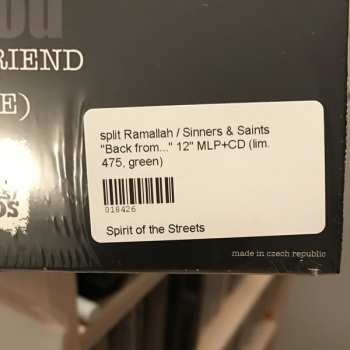 RIEND
E)
OS
split Ramallah / Sinners & Saints
"Back from..." 12" MLP+CD (lim.
475, green)
018426
Spirit of the Streets
made in czech republic